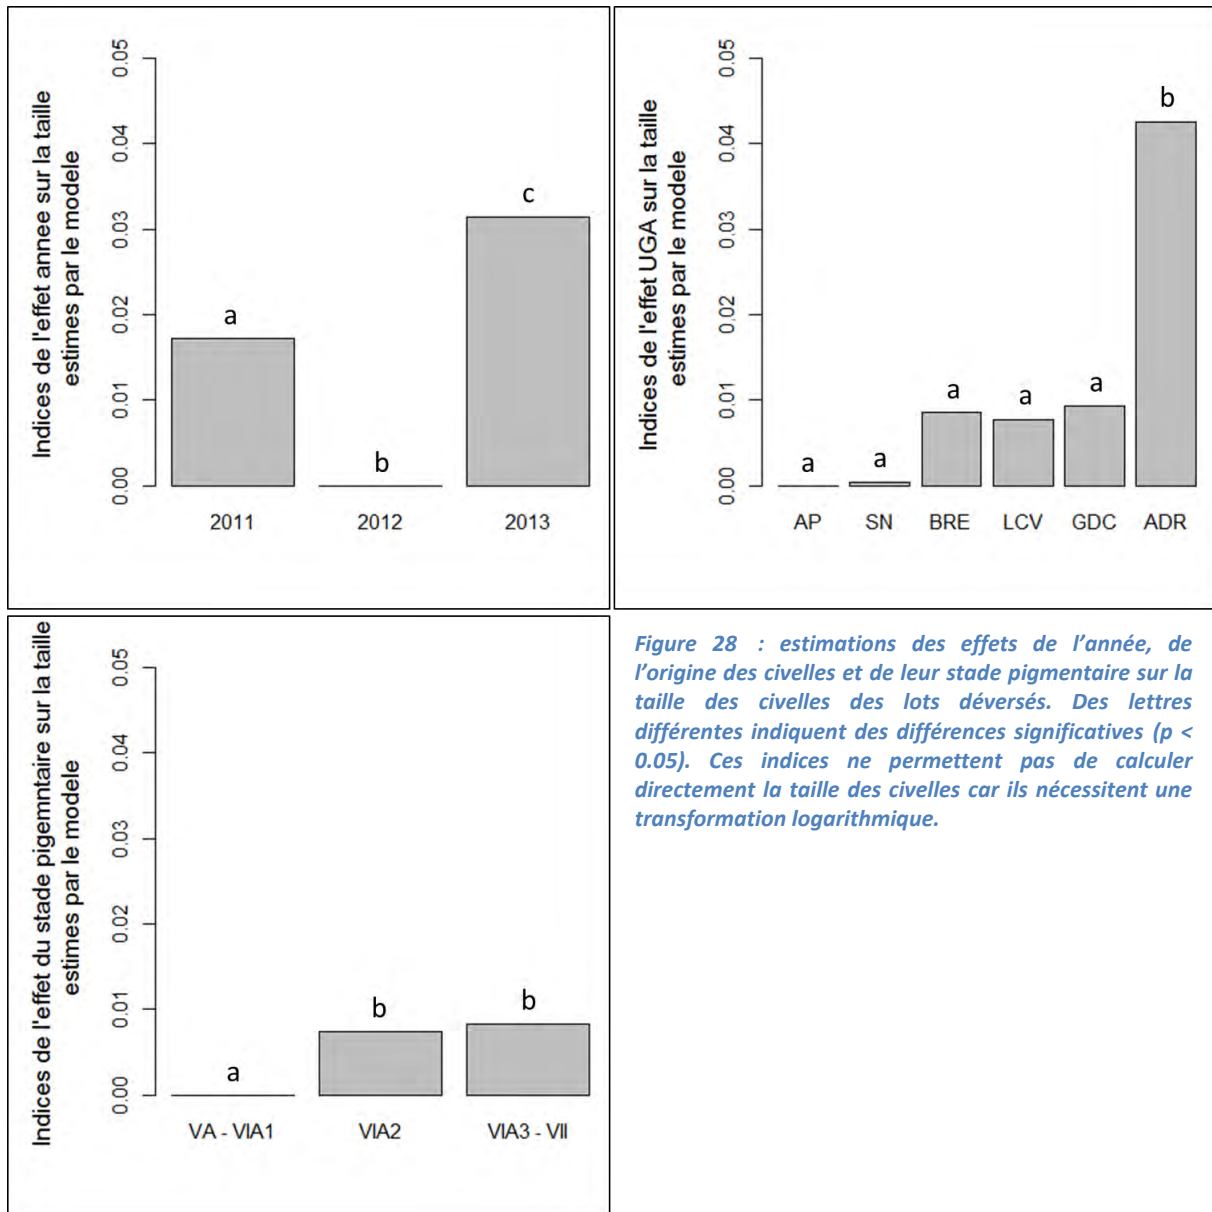 Indices de l'effet annee sur la taille
estimes par le modele
0.05
0.04
0.03
0.02
0.01
0.00
a
b
c
2011 2012 2013
Indices de l'effet UGA sur la taille
estimes par le modele
0.05
0.04
0.03
0.02
0.01
0.00
a
a
a
a
a
b
AP SN BRE LCV GDC ADR
Indices de l'effet du stade pigemntaire sur la taille
estimes par le modele
0.05
0.04
0.03
0.02
0.01
0.00
a
b
b
VA - VIA1 VIA2 VIA3 - VII
Figure 28 : estimations des effets de l’année, de
l’origine des civelles et de leur stade pigmentaire sur la
taille des civelles des lots déversés. Des lettres
différentes indiquent des différences significatives (p <
0.05). Ces indices ne permettent pas de calculer
directement la taille des civelles car ils nécessitent une
transformation logarithmique.